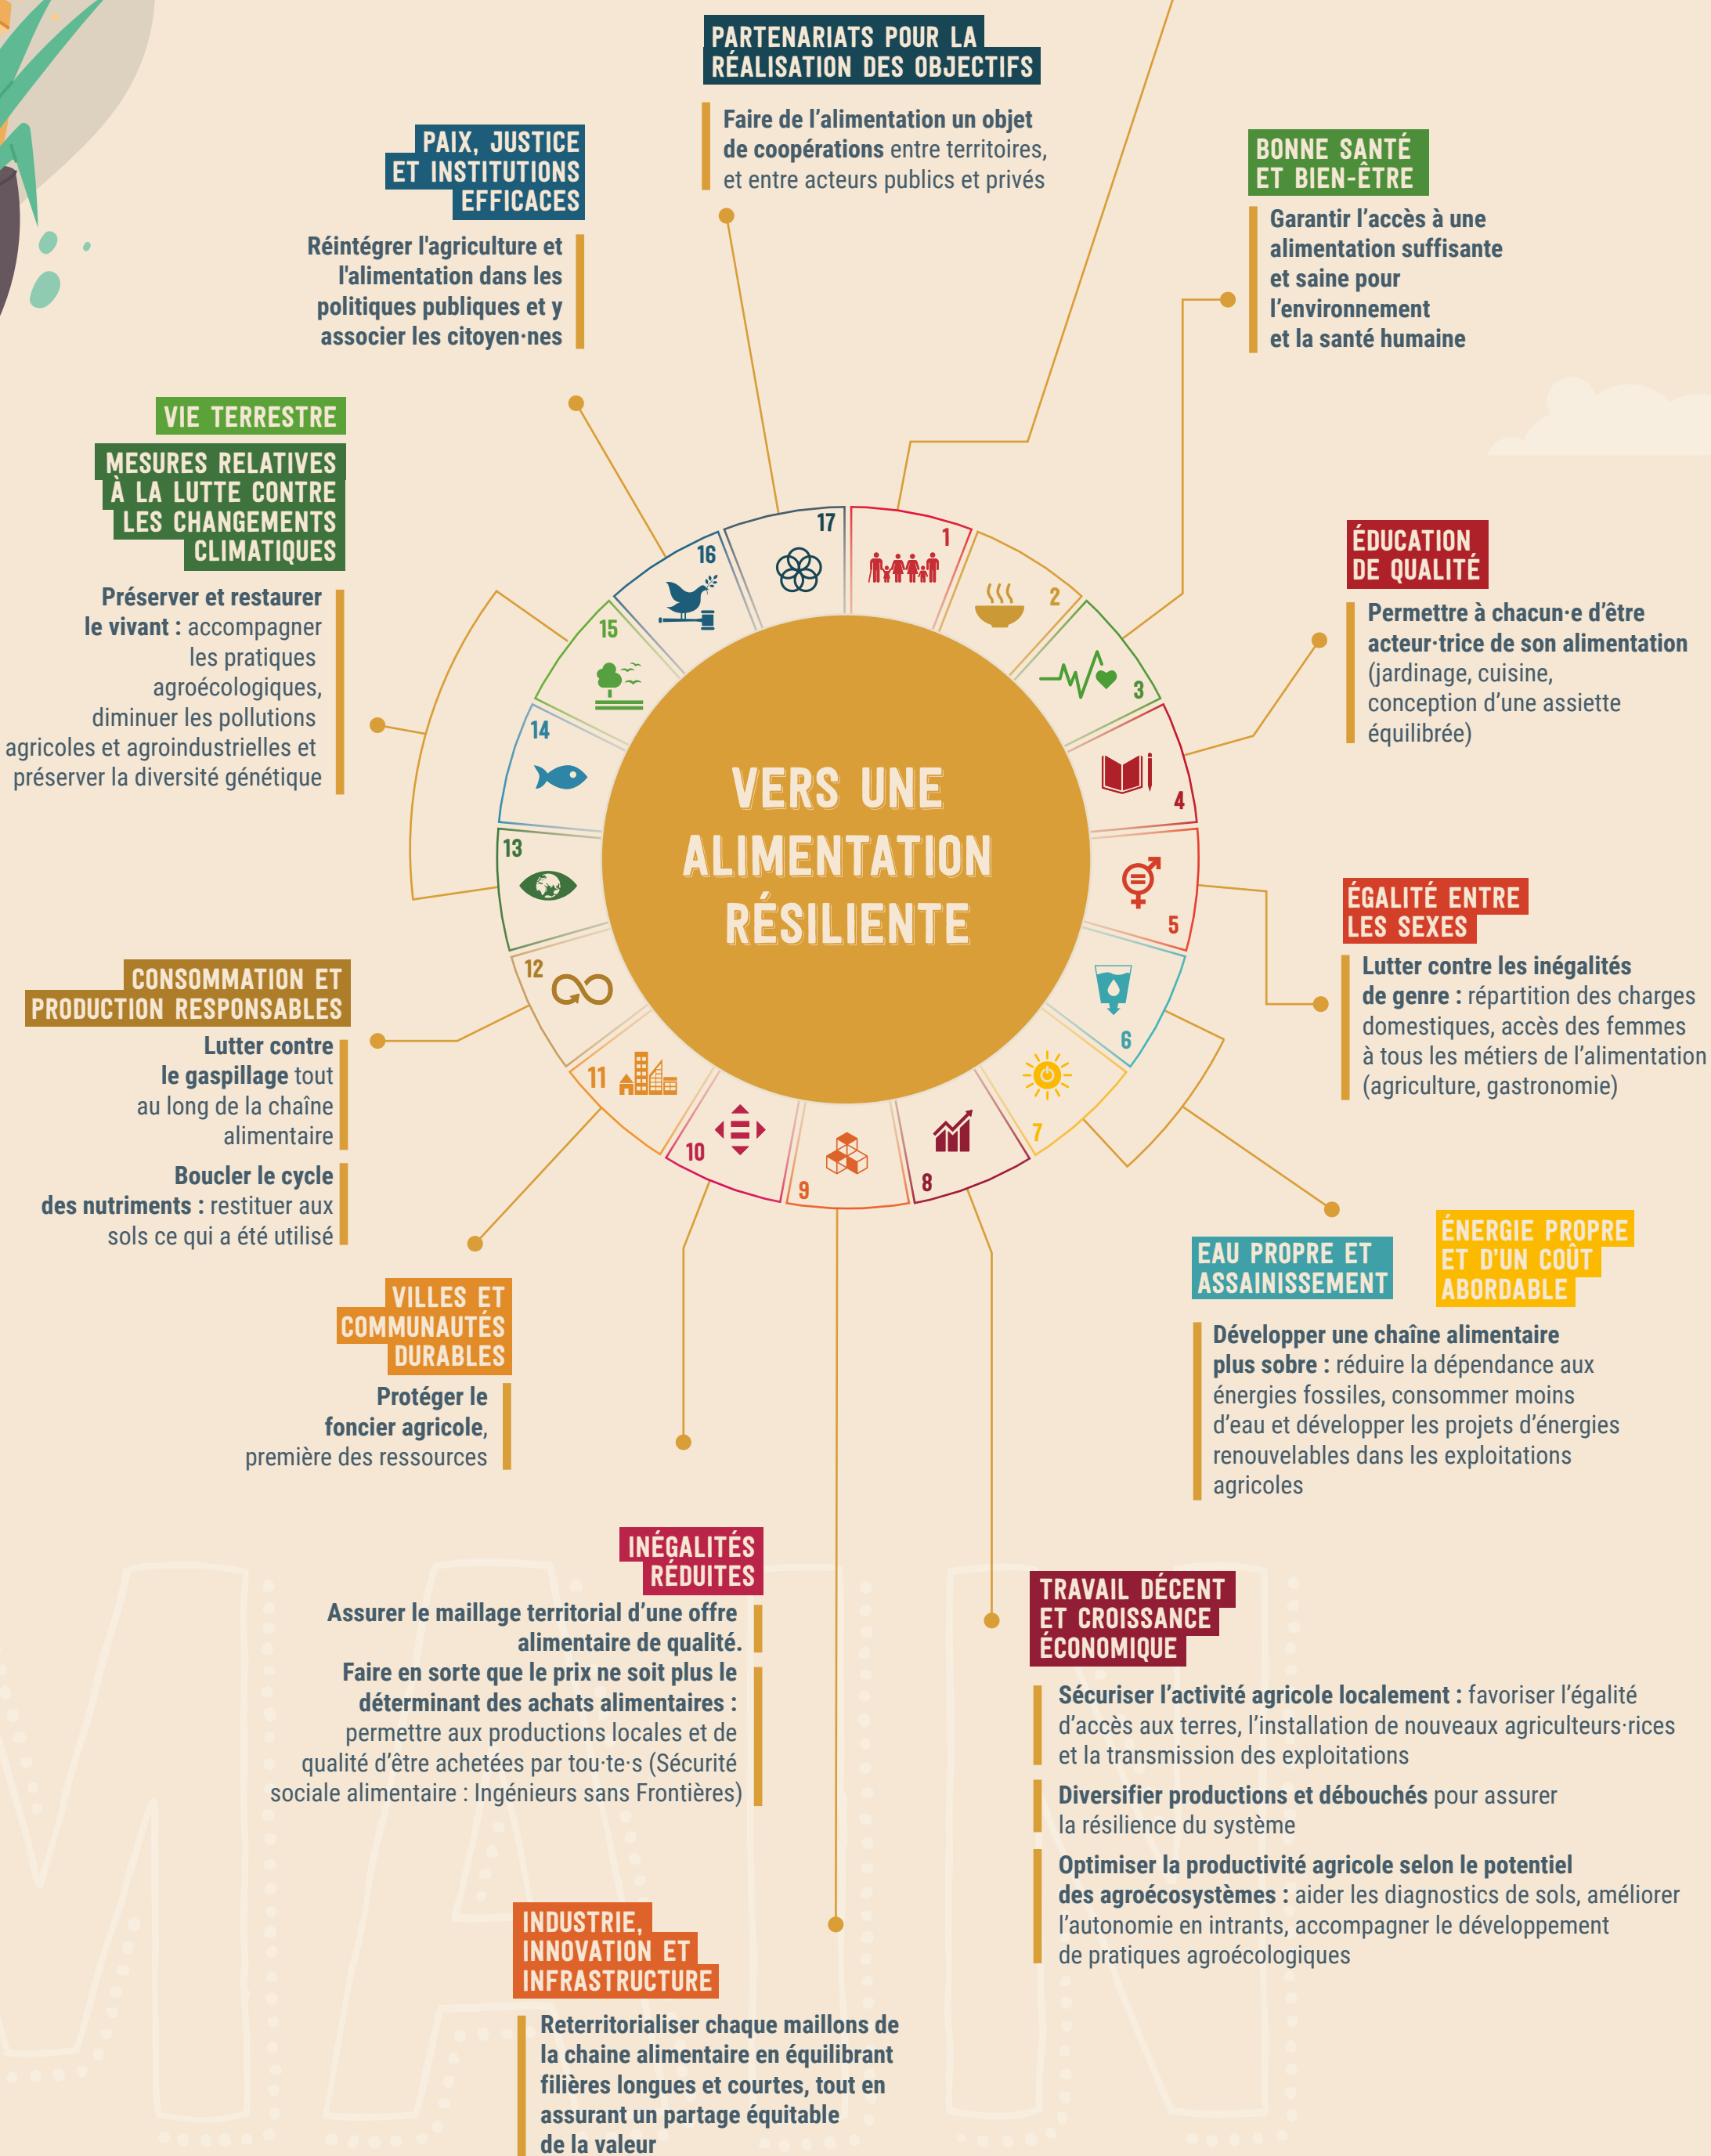 PARTENARIATS POUR LA
RÉALISATION DES OBJECTIFS
Faire de l’alimentation un objet
de coopérations entre territoires,
et entre acteurs publics et privés
PAIX, JUSTICE
ET INSTITUTIONS
EFFICACES
Réintégrer l'agriculture et
l'alimentation dans les
politiques publiques et y
associer les citoyen·nes
BONNE SANTÉ
ET BIEN-ÊTRE
Garantir l’accès à une
alimentation suffisante
et saine pour
l’environnement
et la santé humaine
VIE TERRESTRE
MESURES RELATIVES
À LA LUTTE CONTRE
LES CHANGEMENTS
CLIMATIQUES
Préserver et restaurer
le vivant : accompagner
les pratiques
agroécologiques,
diminuer les pollutions
agricoles et agroindustrielles et
préserver la diversité génétique
ÉDUCATION
DE QUALITÉ
Permettre à chacun·e d’être
acteur·trice de son alimentation
(jardinage, cuisine,
conception d’une assiette
équilibrée)
17
1
16
2
15
3
14
4
13
5
12
6
11
7
10
8
9
VERS UNE
ALIMENTATION
RÉSILIENTE
ÉGALITÉ ENTRE
LES SEXES
Lutter contre les inégalités
de genre : répartition des charges
domestiques, accès des femmes
à tous les métiers de l’alimentation
(agriculture, gastronomie)
CONSOMMATION ET
PRODUCTION RESPONSABLES
Lutter contre
le gaspillage tout
au long de la chaîne
alimentaire
Boucler le cycle
des nutriments : restituer aux
sols ce qui a été utilisé
EAU PROPRE ET
ASSAINISSEMENT
ÉNERGIE PROPRE
ET D'UN COÛT
ABORDABLE
Développer une chaîne alimentaire
plus sobre : réduire la dépendance aux
énergies fossiles, consommer moins
d’eau et développer les projets d’énergies
renouvelables dans les exploitations
agricoles
VILLES ET
COMMUNAUTÉS
DURABLES
Protéger le
foncier agricole,
première des ressources
INÉGALITÉS
RÉDUITES
Assurer le maillage territorial d’une offre
alimentaire de qualité.
Faire en sorte que le prix ne soit plus le
déterminant des achats alimentaires :
permettre aux productions locales et de
qualité d’être achetées par tou·te·s (Sécurité
sociale alimentaire : Ingénieurs sans Frontières)
TRAVAIL DÉCENT
ET CROISSANCE
ÉCONOMIQUE
Sécuriser l’activité agricole localement : favoriser l’égalité
d’accès aux terres, l’installation de nouveaux agriculteurs·rices
et la transmission des exploitations
Diversifier productions et débouchés pour assurer
la résilience du système
Optimiser la productivité agricole selon le potentiel
des agroécosystèmes : aider les diagnostics de sols, améliorer
l’autonomie en intrants, accompagner le développement
de pratiques agroécologiques
INDUSTRIE,
INNOVATION ET
INFRASTRUCTURE
Reterritorialiser chaque maillons de
la chaine alimentaire en équilibrant
filières longues et courtes, tout en
assurant un partage équitable
de la valeur
MAIN